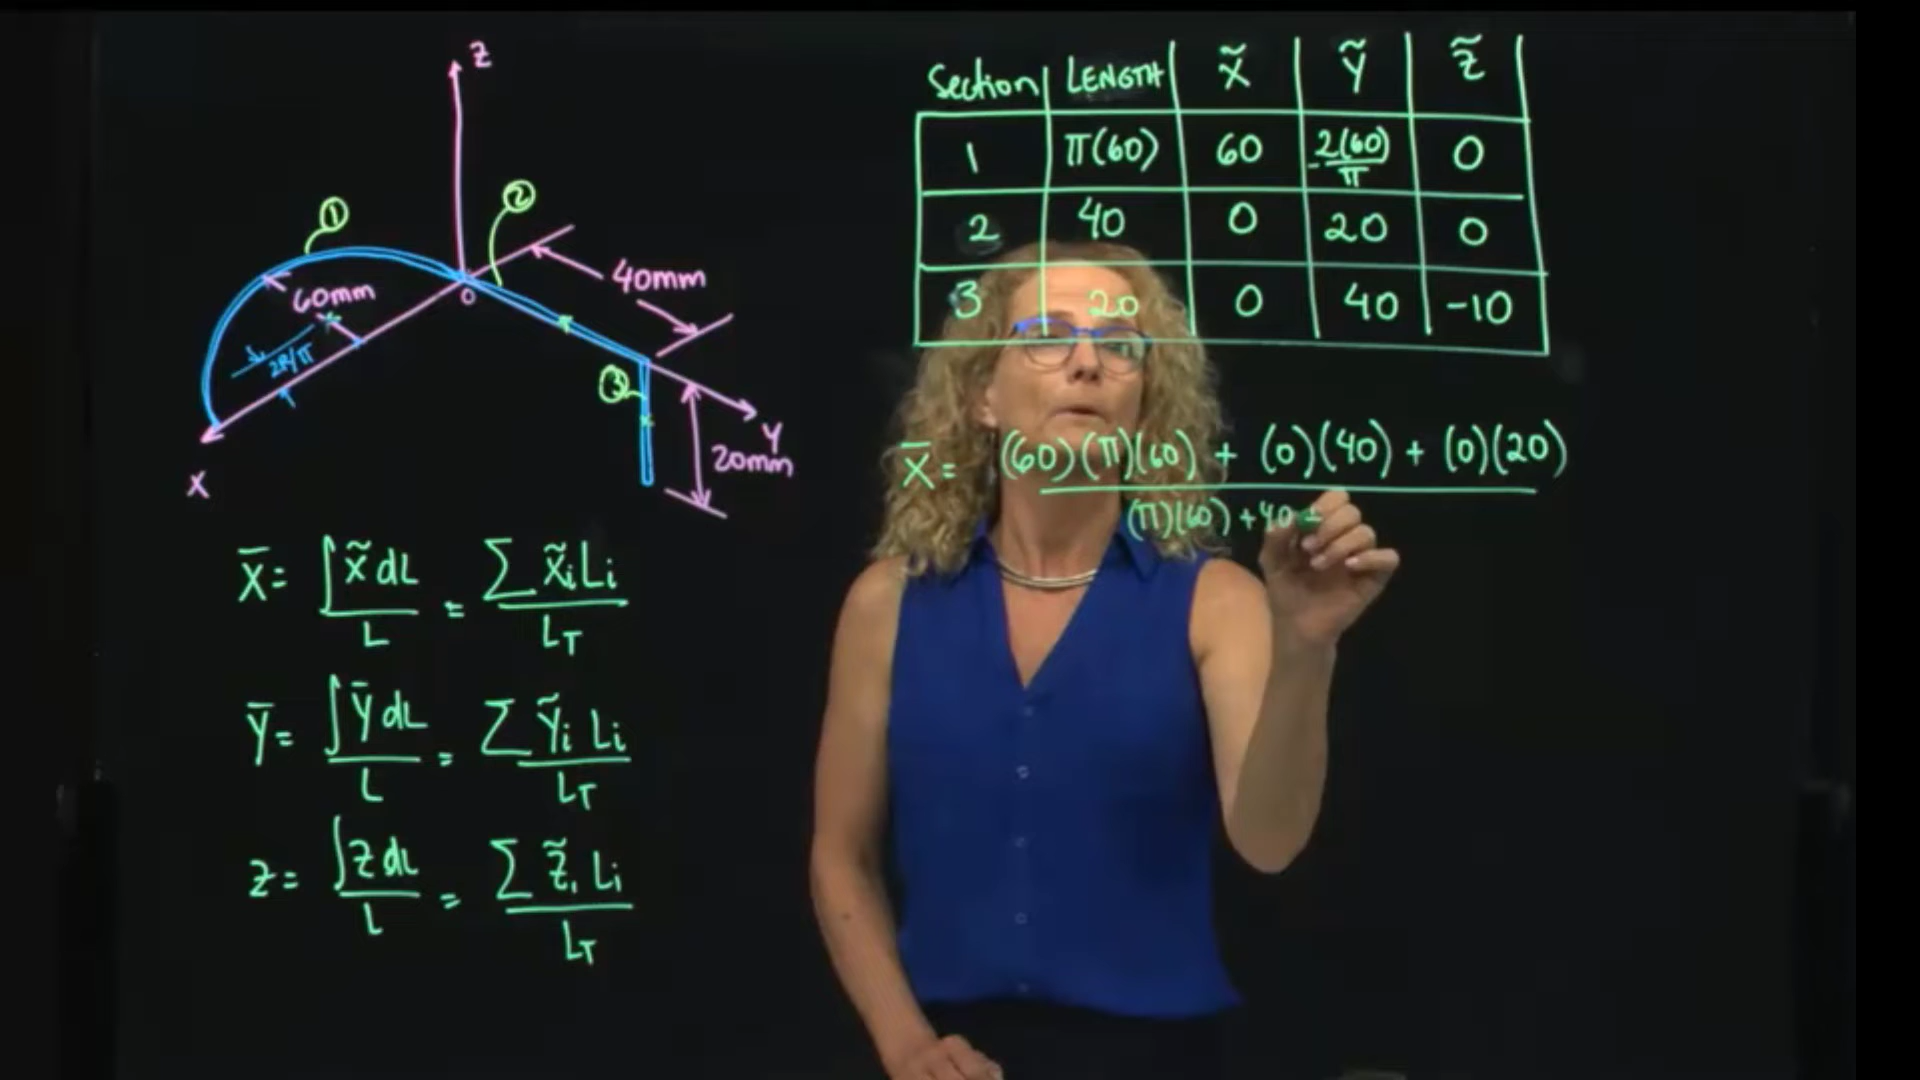 Z
①
②
60mm
O
40mm
2R/π
③
Y
20mm
X
X̄ = ∫x̃ dL / L = Σ x̃i Li / LT
Ȳ = ∫ȳ dL / L = Σ ỹi Li / LT
Z = ∫Z dL / L = Σ z̃i Li / LT
Section LENGTH X̃ Ỹ Z̃
1 π(60) 60 -2(60)/π 0
2 40 0 20 0
3 20 0 40 -10
X̄ = (60)(π)(60) + (0)(40) + (0)(20)
(π)(60) + 40 +